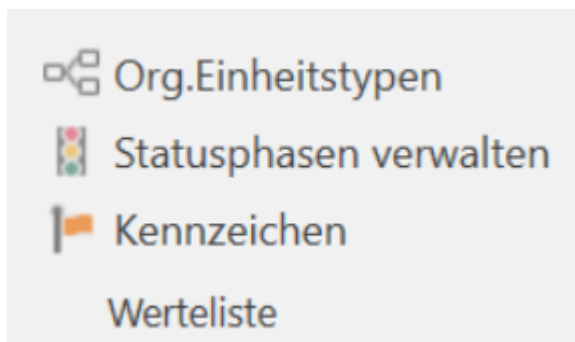 Org.Einheitstypen
Statusphasen verwalten
Kennzeichen
Werteliste